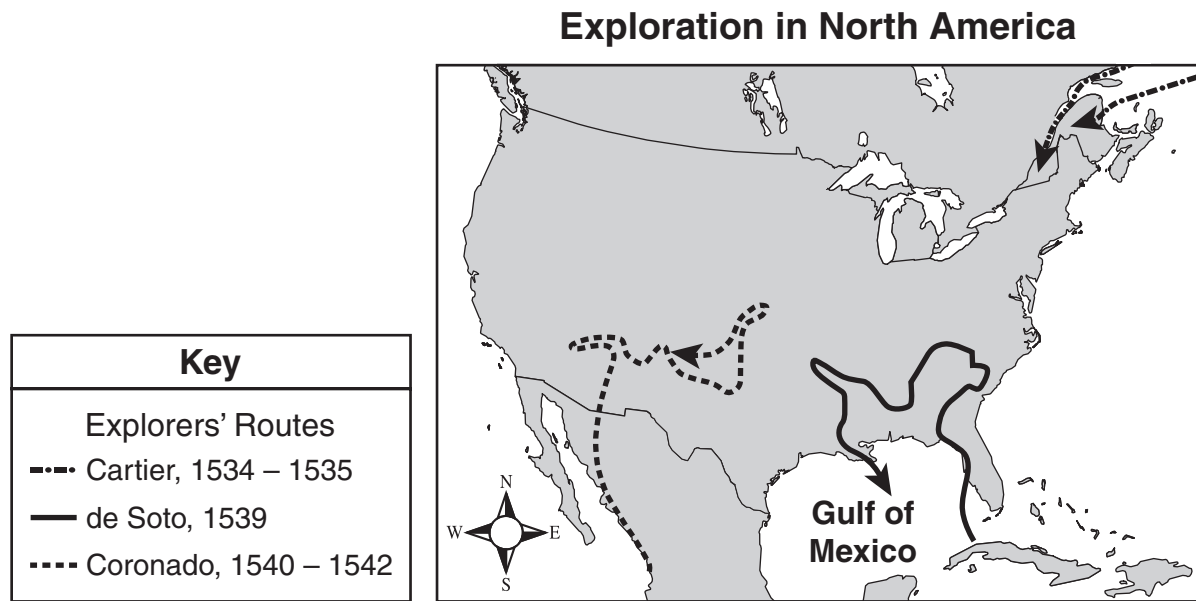 Exploration in North America
Key
Explorers’ Routes
Cartier, 1534 – 1535
de Soto, 1539
Coronado, 1540 – 1542
N
W
E
S
Gulf of
Mexico